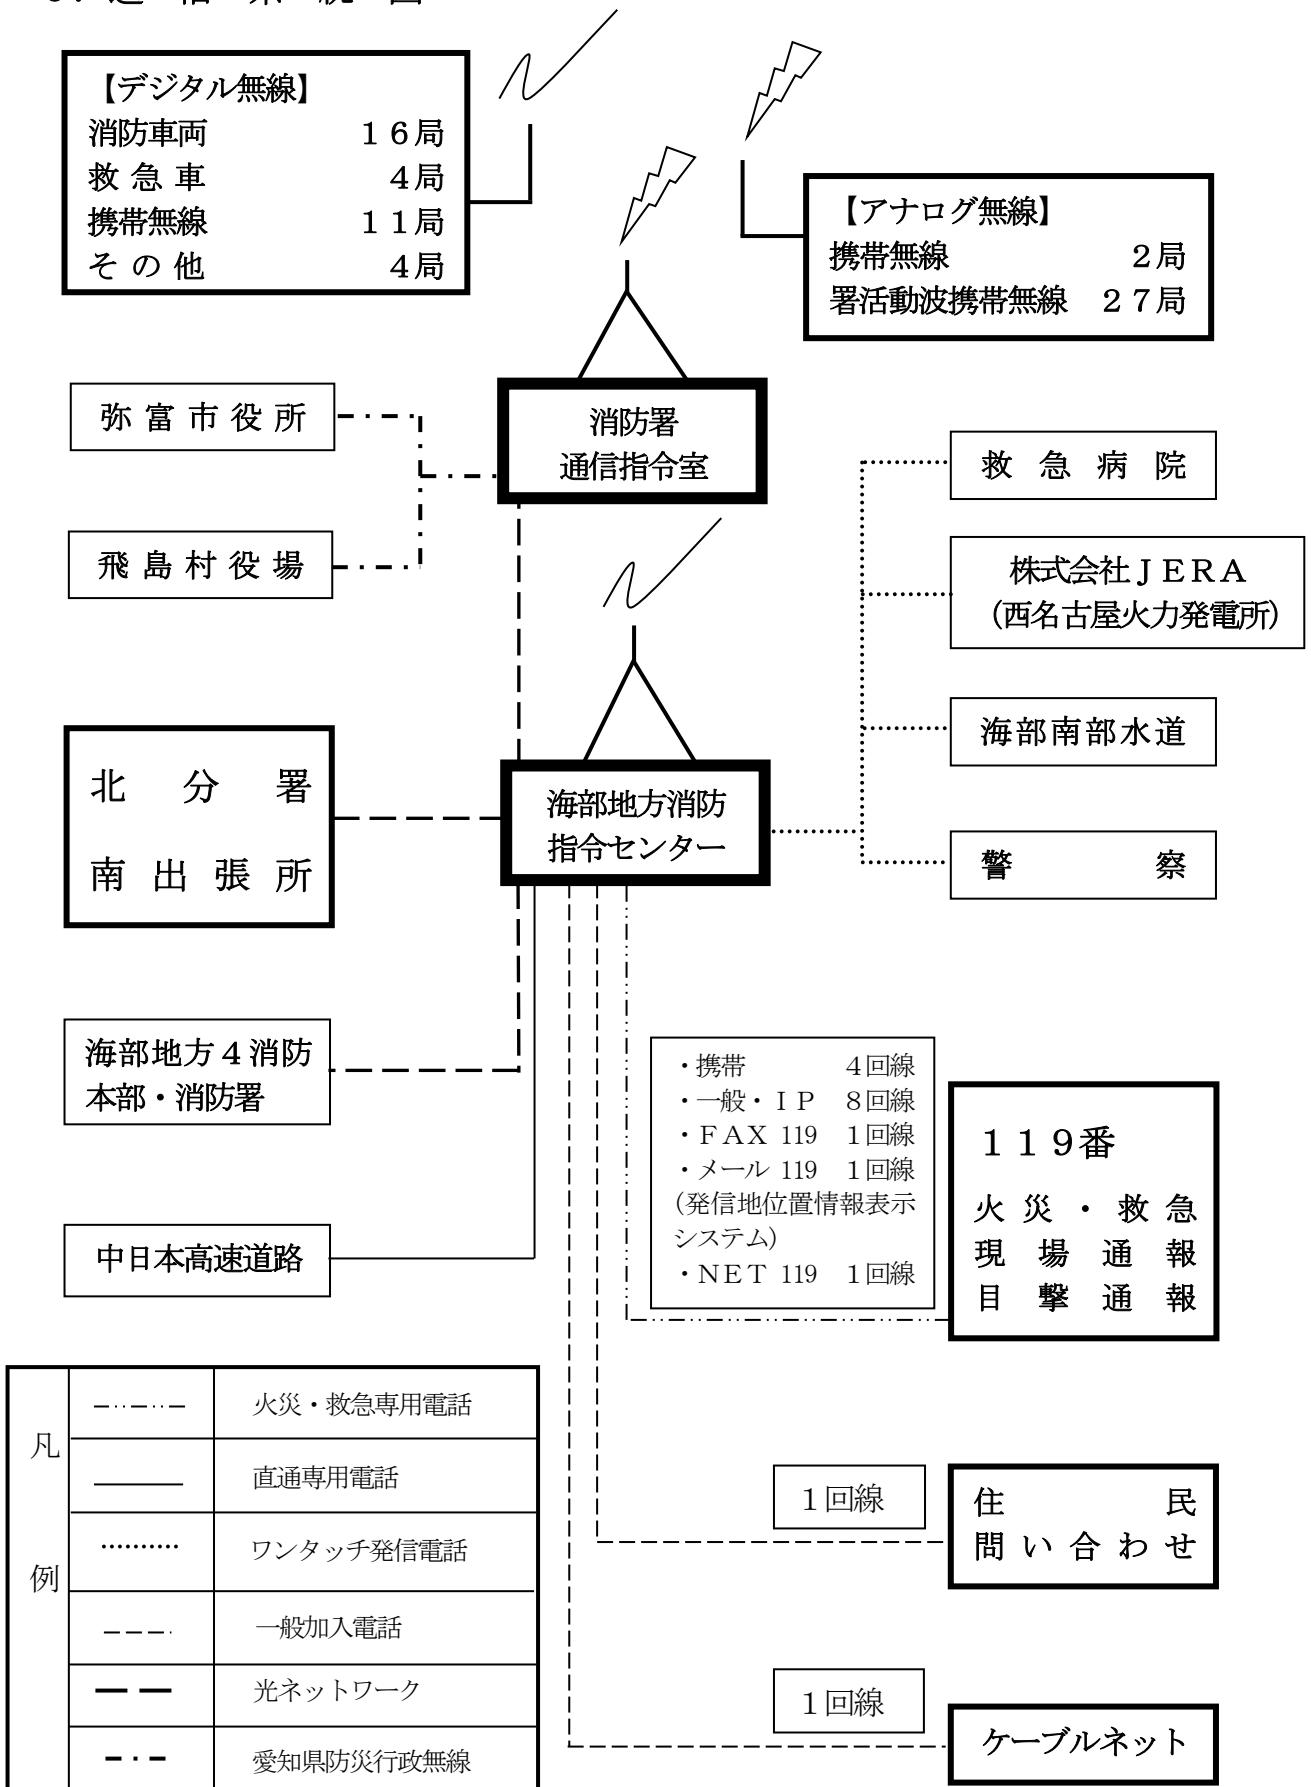 通 信 系 統 図
【デジタル無線】
消防車両 １６局
救 急 車 ４局
携帯無線 １１局
そ の 他 ４局
【アナログ無線】
携帯無線 ２局
署活動波携帯無線 ２７局
消防署
通信指令室
弥 富 市 役 所
飛 島 村 役 場
救 急 病 院
株式会社ＪＥＲＡ
(西名古屋火力発電所)
海部南部水道
警 察
北 分 署
南 出 張 所
海部地方消防
指令センター
海部地方４消防
本部・消防署
中日本高速道路
・携帯 ４回線
・一般・ＩＰ ８回線
・ＦＡＸ 119 １回線
・メール 119 １回線
(発信地位置情報表示
システム)
・ＮＥＴ 119 １回線
１１９番
火 災 ・ 救 急
現 場 通 報
目 撃 通 報
１回線
住 民
問 い 合 わ せ
１回線
ケーブルネット
凡例
火災・救急専用電話
直通専用電話
ワンタッチ発信電話
一般加入電話
光ネットワーク
愛知県防災行政無線